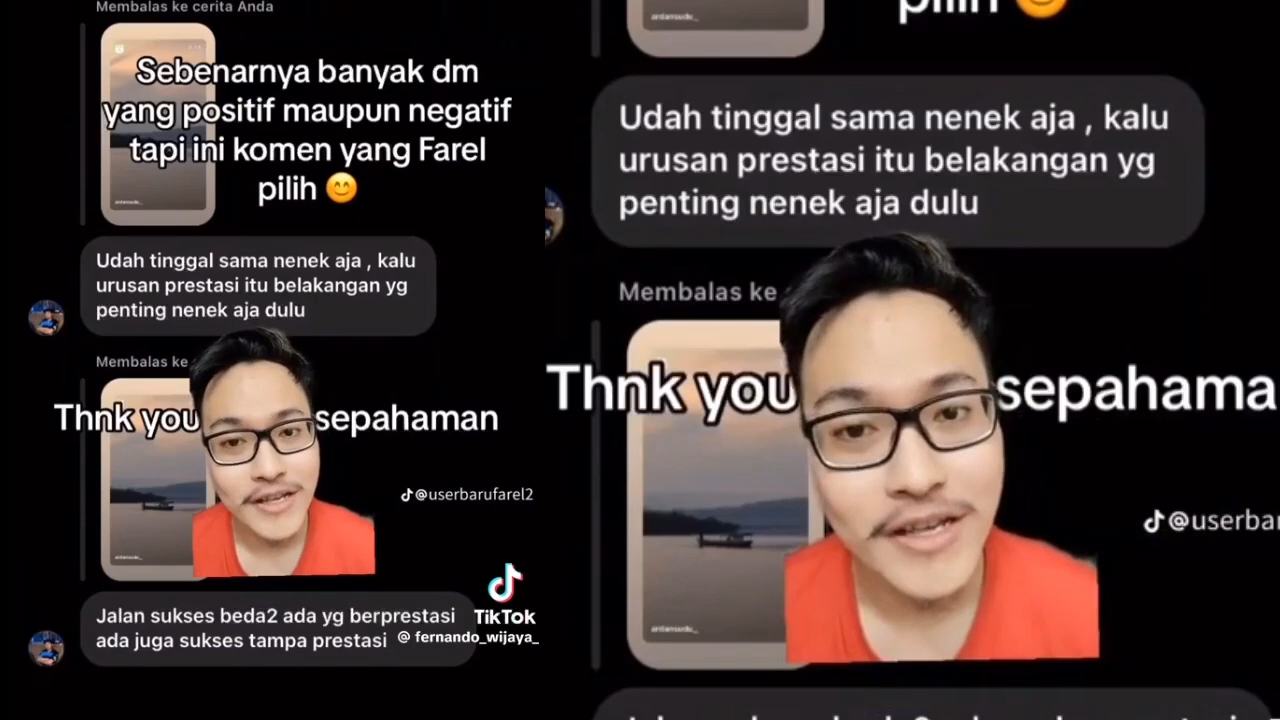 Membalas ke cerita Anda
Sebenarnya banyak dm
yang positif maupun negatif
tapi ini komen yang Farel
pilih 😊
Udah tinggal sama nenek aja , kalu
urusan prestasi itu belakangan yg
penting nenek aja dulu
Membalas ke
Thnk you sepahaman
@userbarufarel2
TikTok
@ fernando_wijaya_
Jalan sukses beda2 ada yg berprestasi
ada juga sukses tampa prestasi
pilih 😊
Udah tinggal sama nenek aja , kalu
urusan prestasi itu belakangan yg
penting nenek aja dulu
Membalas ke
Thnk you sepahama
@userbar